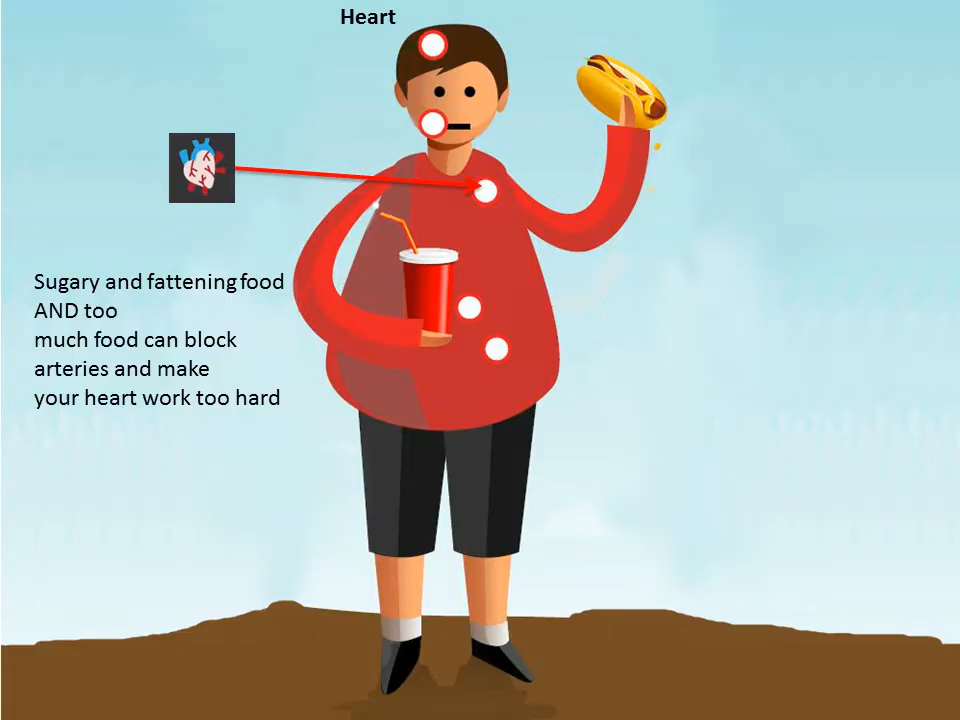 Heart
Sugary and fattening food
AND too
much food can block
arteries and make
your heart work too hard